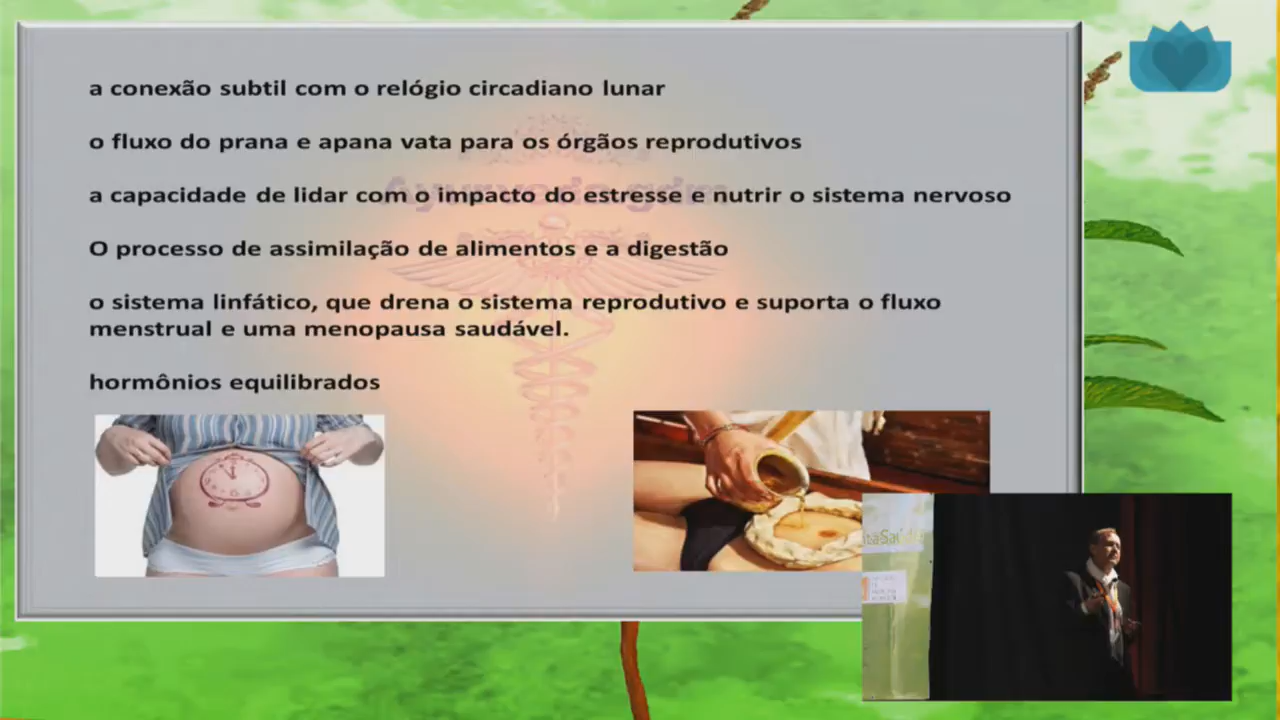 a conexão subtil com o relógio circadiano lunar
o fluxo do prana e apana vata para os órgãos reprodutivos
a capacidade de lidar com o impacto do estresse e nutrir o sistema nervoso
O processo de assimilação de alimentos e a digestão
o sistema linfático, que drena o sistema reprodutivo e suporta o fluxo
menstrual e uma menopausa saudável.
hormônios equilibrados